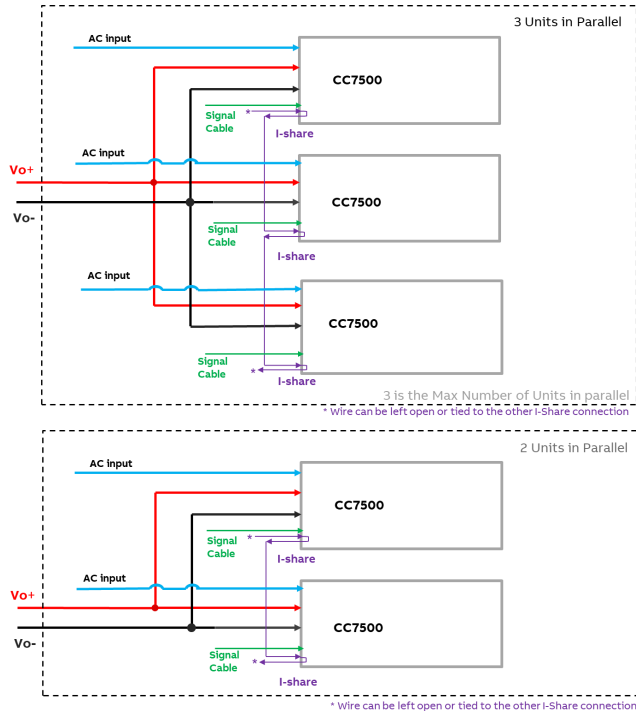 3 Units in Parallel
AC input
CC7500
Signal
Cable
*
I-share
AC input
Vo+
CC7500
Vo-
Signal
Cable
I-share
AC input
CC7500
Signal
Cable
*
I-share
3 is the Max Number of Units in parallel
* Wire can be left open or tied to the other I-Share connection
2 Units in Parallel
AC input
CC7500
Signal
Cable
*
I-share
AC input
Vo+
CC7500
Vo-
Signal
Cable
*
I-share
* Wire can be left open or tied to the other I-Share connection